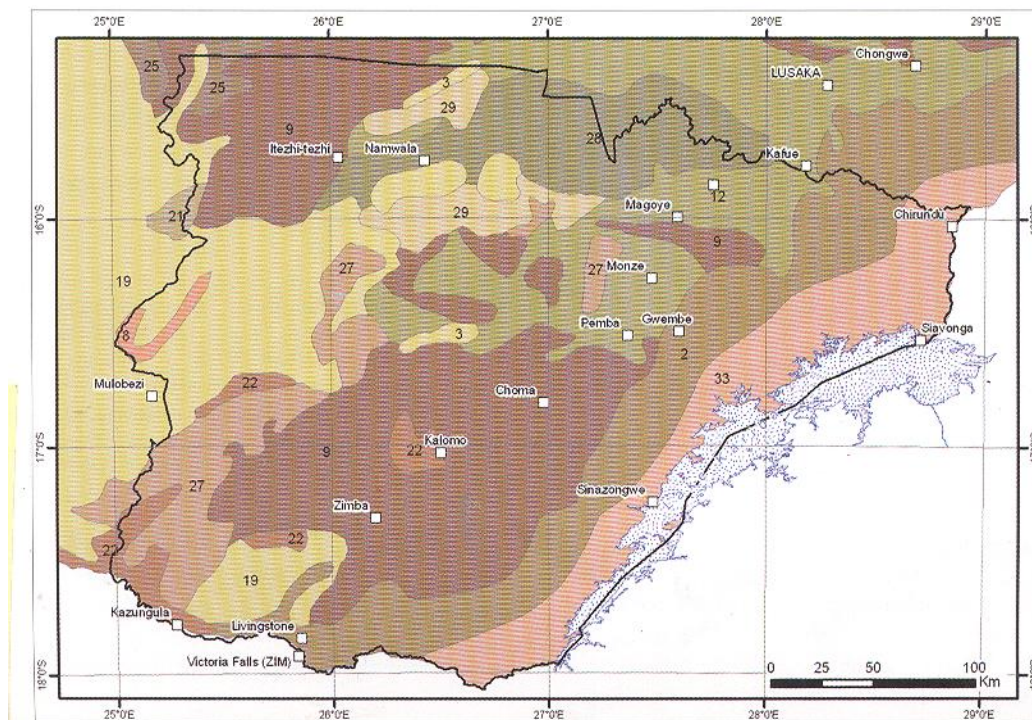 25°0'E 26°0'E 27°0'E 28°0'E 29°0'E
Chongwe
25
LUSAKA
25
3
29
9
28
Itezhi-tezhi
Namwala
Kafue
12
16°0'S
21
29
Magoye
Chirundu
9
27
27
Monze
19
8
3
Pemba
Gwembe
2
Siavonga
22
33
Mulobezi
Choma
17°0'S
9
22
Kalomo
27
Sinazongwe
Zimba
22
22
19
Kazungula
Livingstone
Victoria Falls (ZIM)
18°0'S
0 25 50 100
Km
25°0'E 26°0'E 27°0'E 28°0'E 29°0'E